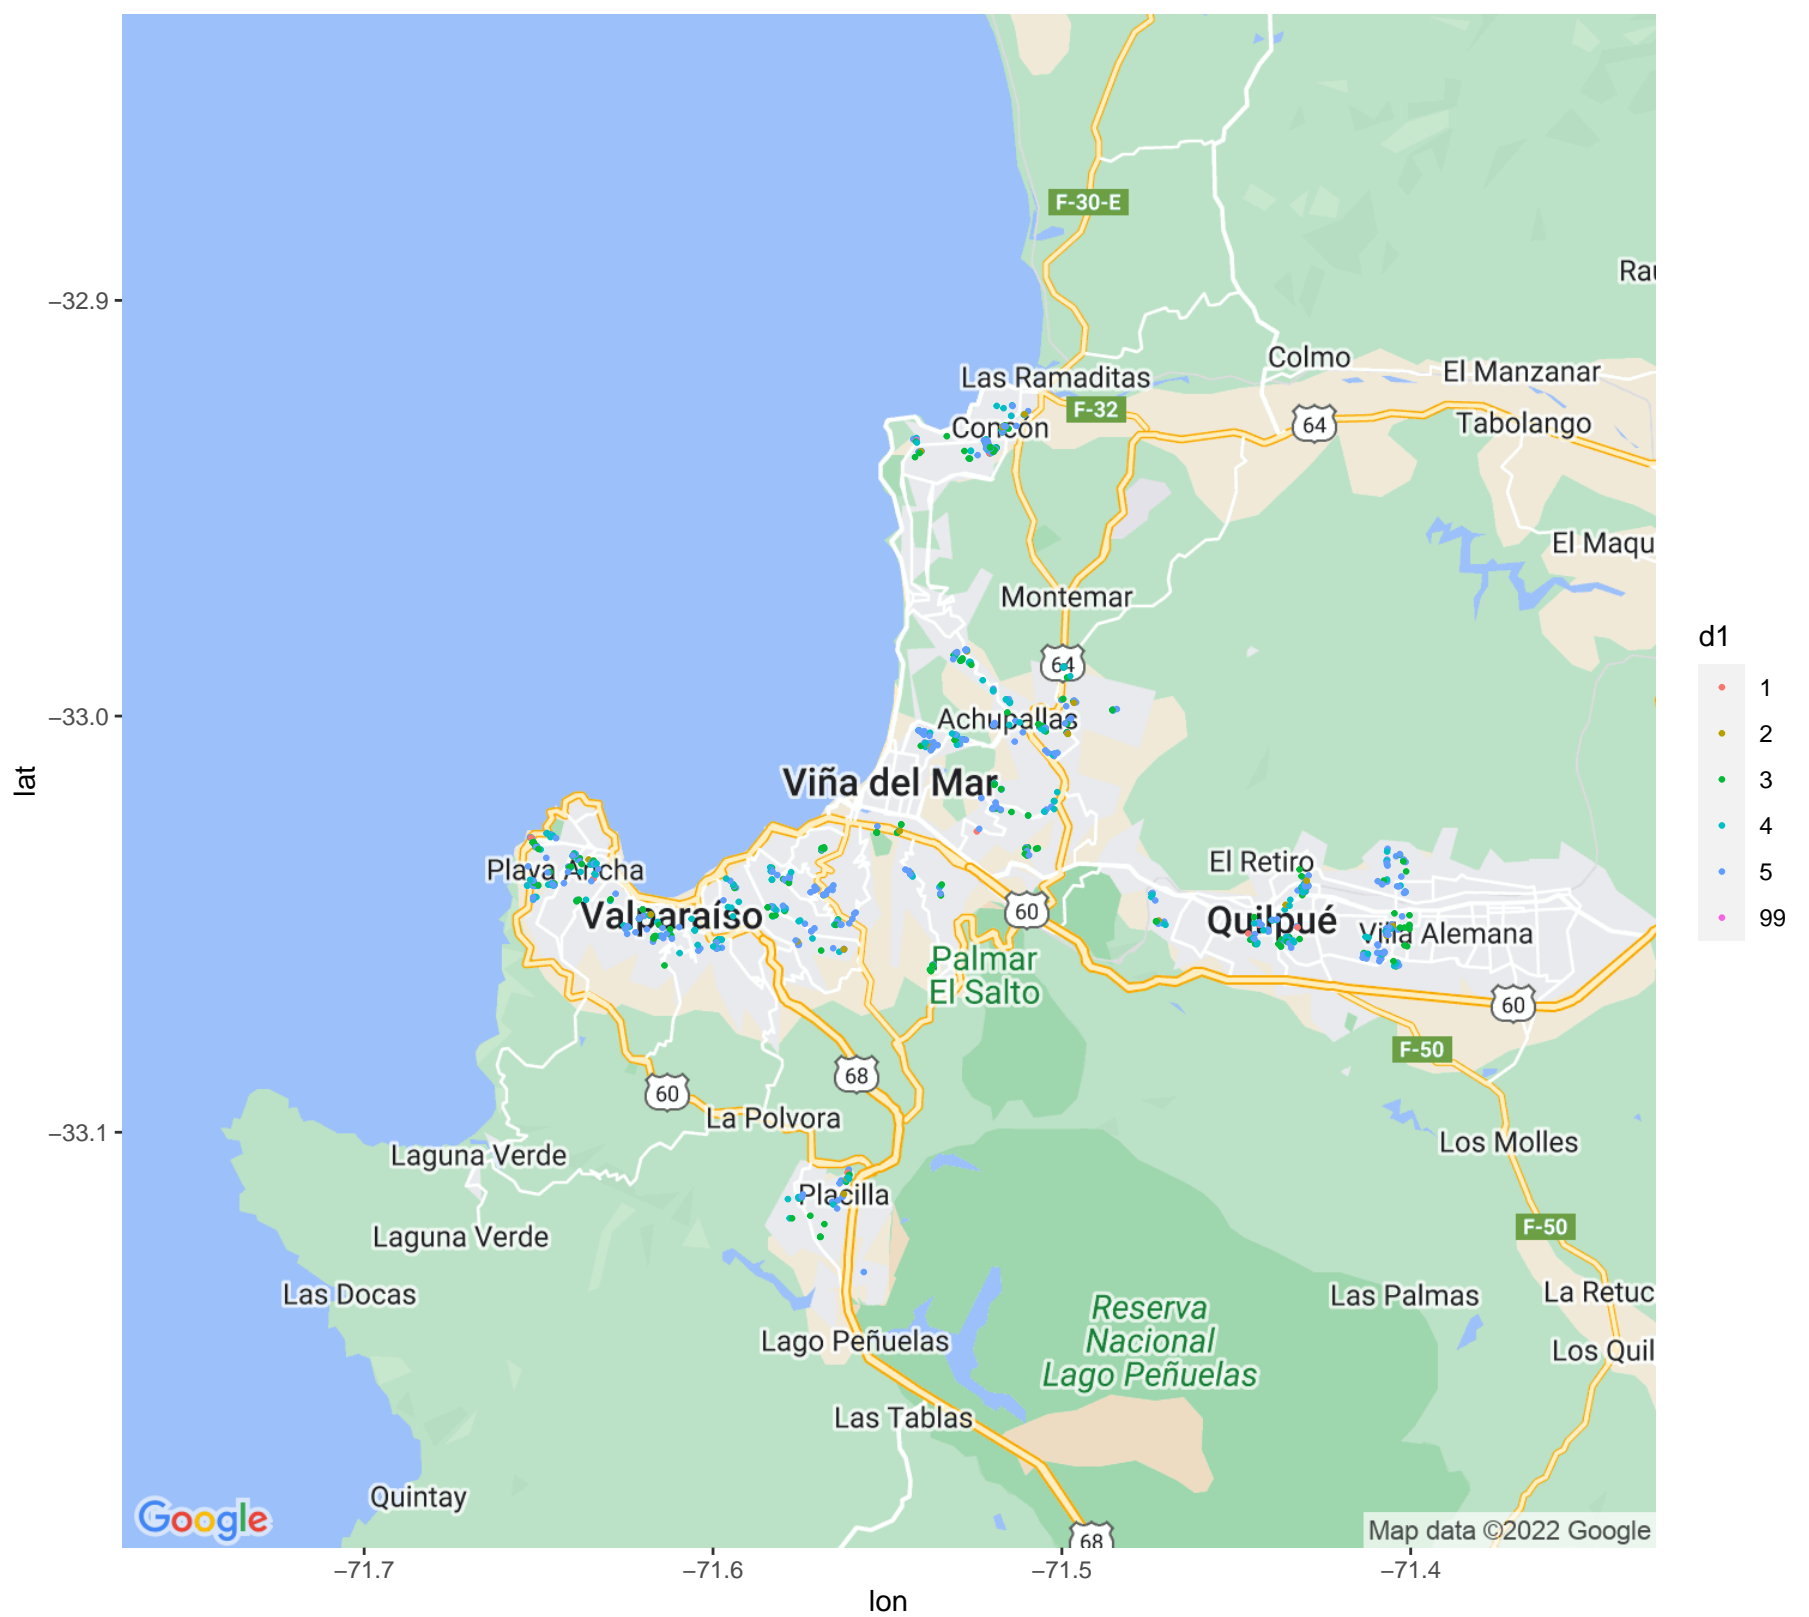 F-30-E
Rau
−32.9
Colmo
Las Ramaditas
El Manzanar
F-32
64
Tabolango
Concón
El Maqu
Montemar
64
d1
1
−33.0
Achupallas
2
lat
Viña del Mar
3
4
Playa Ancha
El Retiro
5
60
Valparaíso
Quilpué
99
Villa Alemana
Palmar
El Salto
60
F-50
68
60
La Polvora
−33.1
Los Molles
Laguna Verde
Placilla
F-50
Laguna Verde
Las Docas
Las Palmas
La Retuc
Reserva
Nacional
Lago Peñuelas
Lago Peñuelas
Los Quil
Las Tablas
Quintay
Google
Map data ©2022 Google
68
−71.7
−71.6
−71.5
−71.4
lon